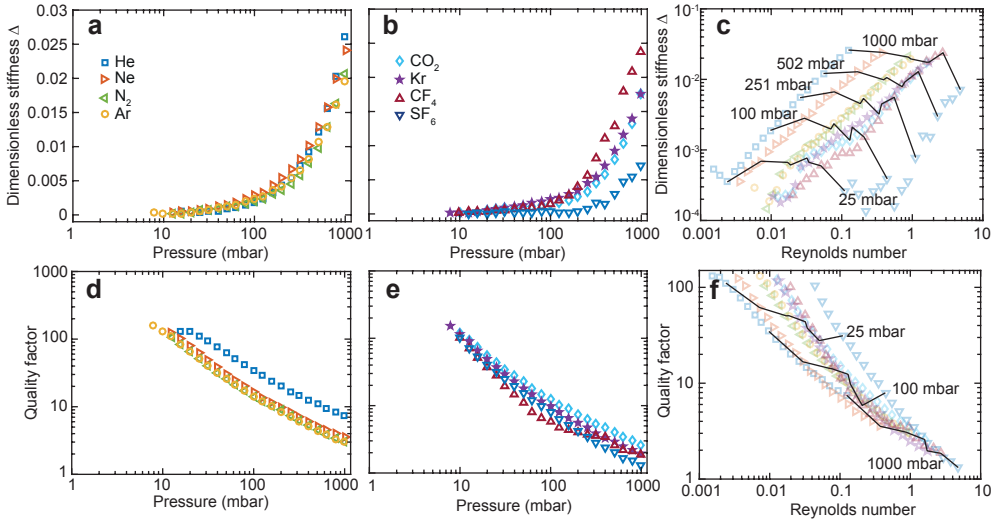 a
Dimensionless stiffness Δ
0.03
0.025
0.02
0.015
0.01
0.005
0
He
Ne
N2
Ar
1 10 100 1000
Pressure (mbar)
b
CO2
Kr
CF4
SF6
1 10 100 1000
Pressure (mbar)
c
Dimensionless stiffness Δ
10-1
10-2
10-3
10-4
1000 mbar
502 mbar
251 mbar
100 mbar
25 mbar
0.001 0.01 0.1 1 10
Reynolds number
d
Quality factor
1000
100
10
1
1 10 100 1000
Pressure (mbar)
e
1 10 100 1000
Pressure (mbar)
f
Quality factor
100
10
1
25 mbar
100 mbar
1000 mbar
0.001 0.01 0.1 1 10
Reynolds number